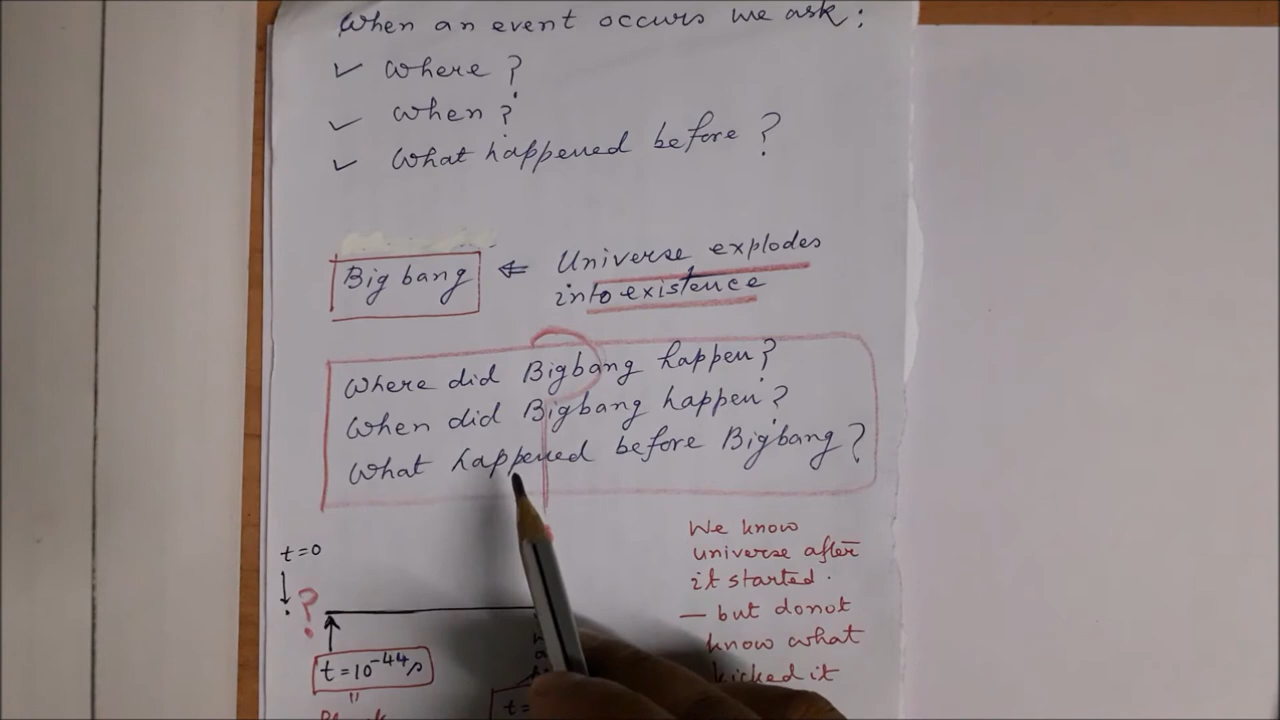 When an event occurs we ask:
✓ Where?
✓ When?
✓ What happened before?
Big bang ⇐ Universe explodes
into existence
Where did Bigbang happen?
When did Bigbang happen?
What happened before Bigbang?
t=0
?
t=10⁻⁴⁴s
"
t=
We know
universe after
it started.
— but donot
know what
kicked it